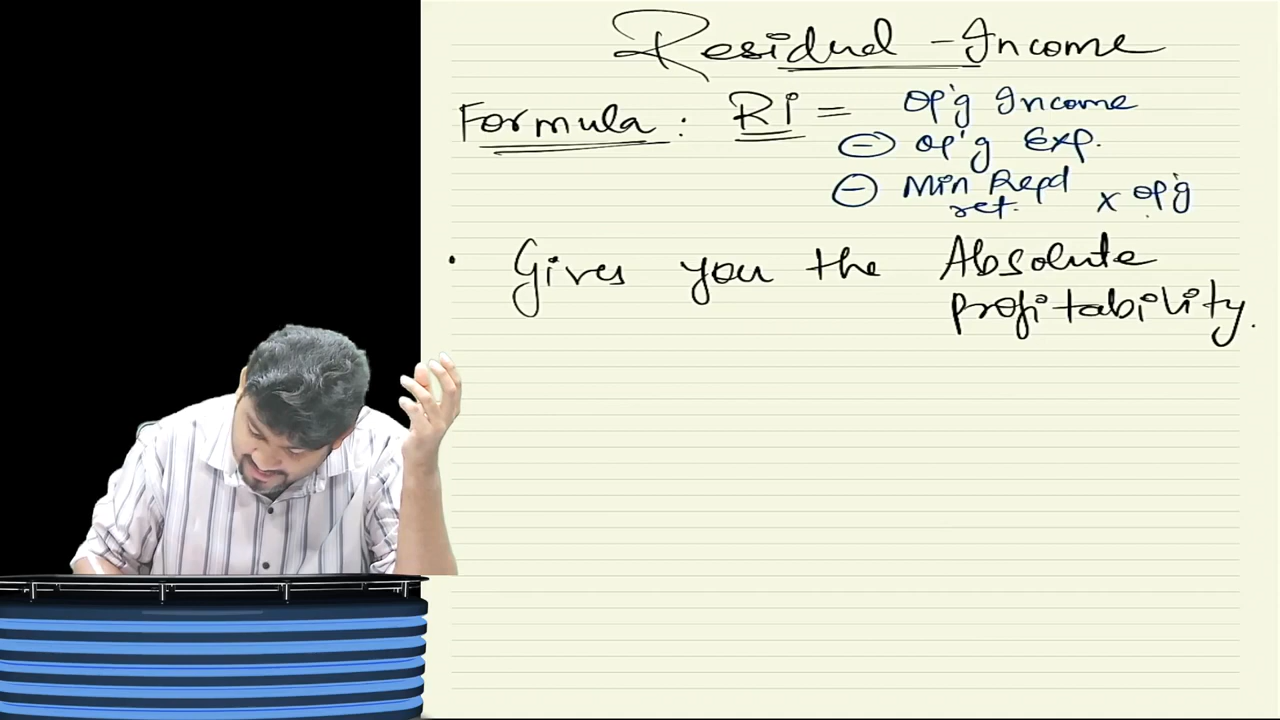 Residual - Income
Formula: RI = Op'g Income
⊖ op'g Exp.
⊖ Min Reqd ret. x op'g
• Gives you the Absolute
profitability.